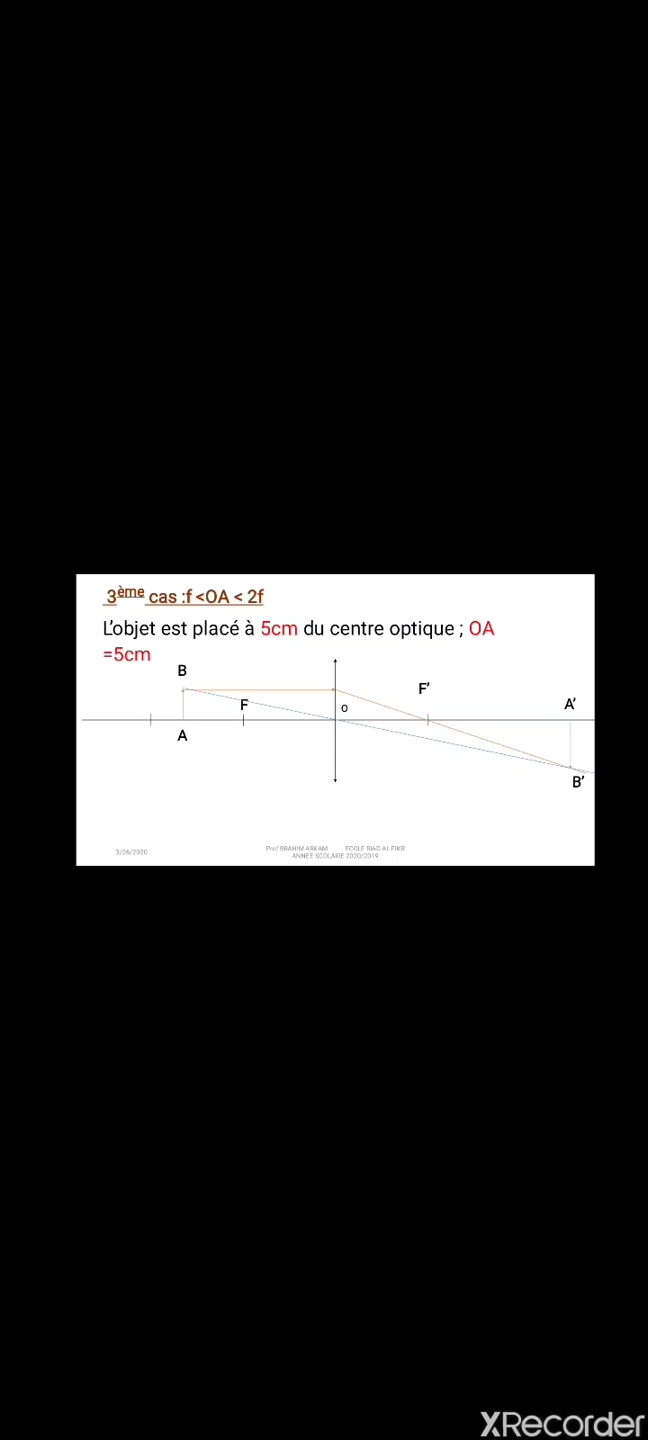 3ème cas :f <OA < 2f
L'objet est placé à 5cm du centre optique ; OA
=5cm
B
F'
F
O
A'
A
B'
3/26/2020
Prof BRAHIM ABKAM ECOLE RIAD AL FIKR
ANNEE SCOLAIRE 2020/2019
XRecorder